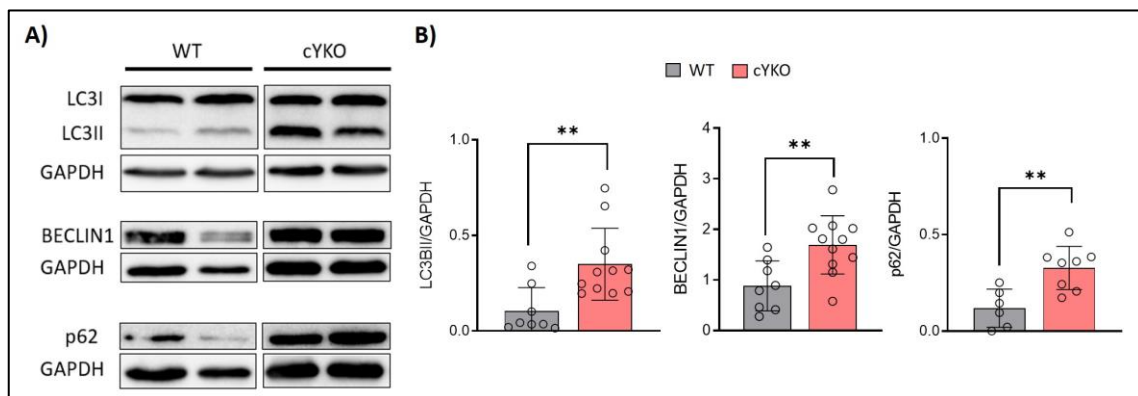 A)
WT cYKO
LC3I
LC3II
GAPDH
BECLIN1
GAPDH
p62
GAPDH
B)
WT cYKO
LC3BII/GAPDH
1.0
0.5
0.0
**
BECLIN1/GAPDH
4
3
2
1
0
**
p62/GAPDH
1.0
0.5
0.0
**